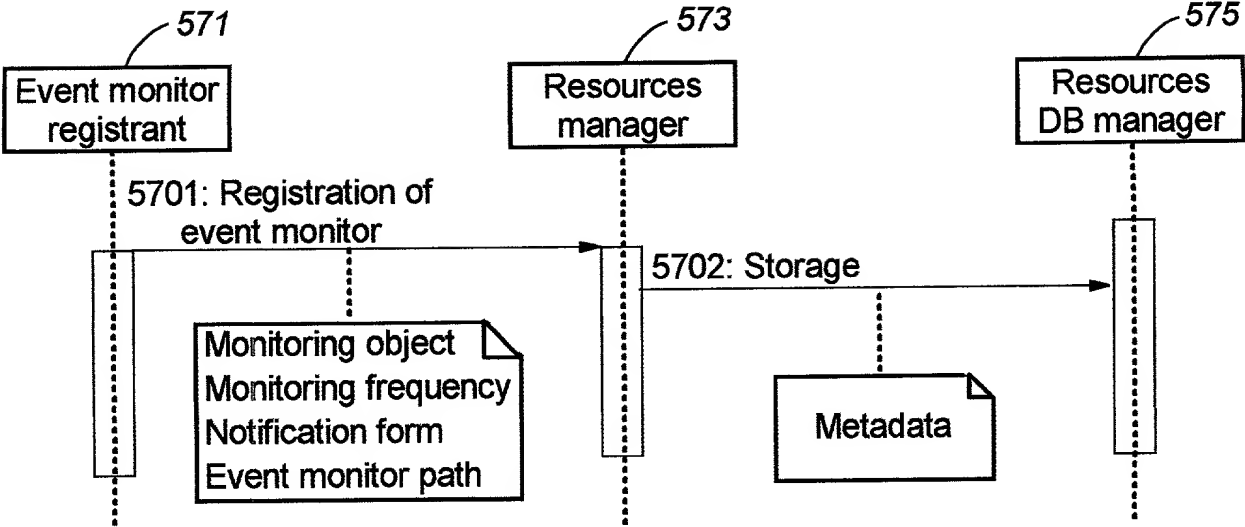 571
573
575
Event monitor
registrant
Resources
manager
Resources
DB manager
5701: Registration of
event monitor
5702: Storage
Monitoring object
Monitoring frequency
Notification form
Event monitor path
Metadata